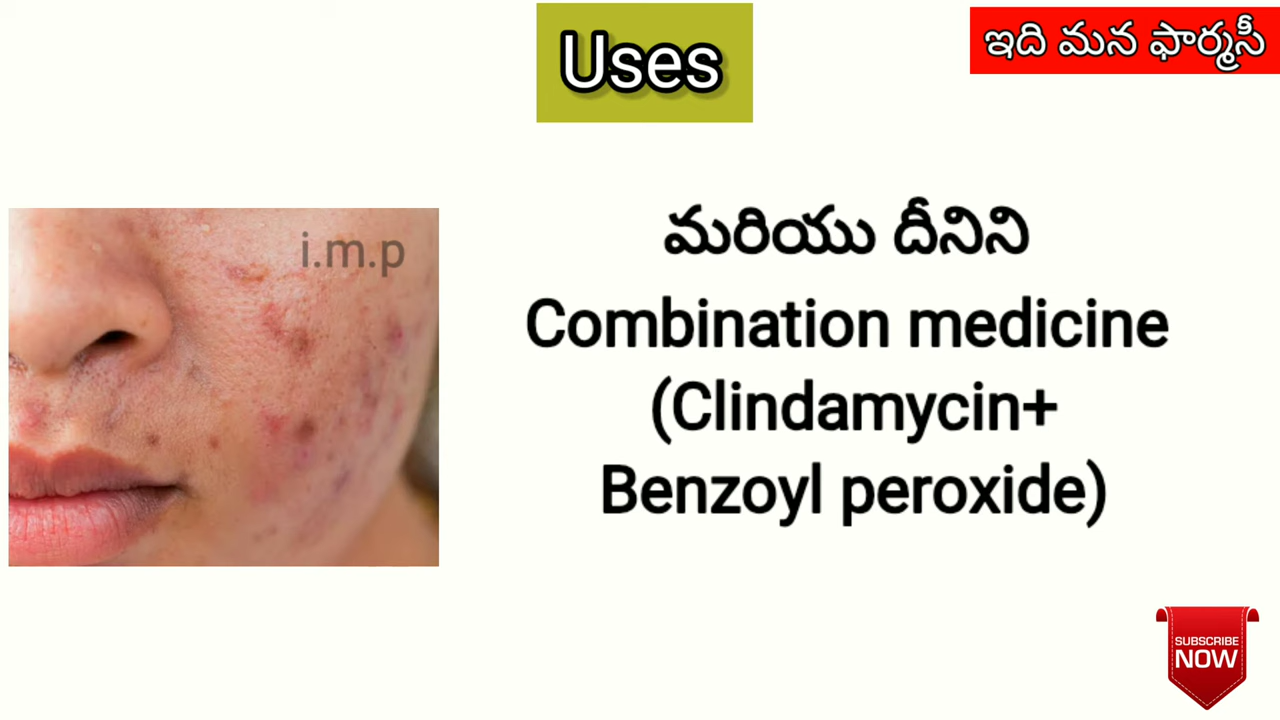 Uses
ఇది మన ఫార్మసీ
i.m.p
మరియు దీనిని
Combination medicine
(Clindamycin+
Benzoyl peroxide)
SUBSCRIBE
NOW